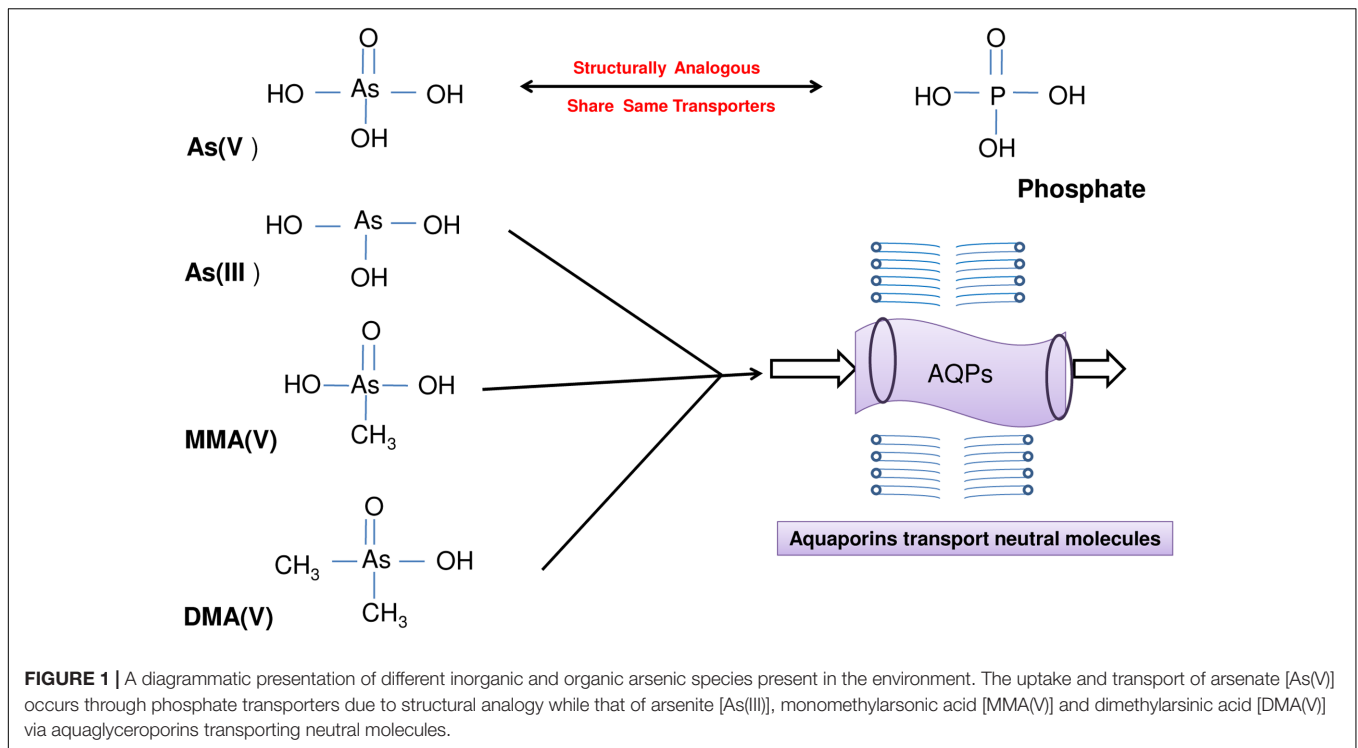 O
HO As OH
OH
As(V )
Structurally Analogous
Share Same Transporters
O
HO P OH
OH
Phosphate
HO As OH
OH
As(III )
O
HO As OH
CH3
MMA(V)
O
CH3 As OH
CH3
DMA(V)
AQPs
Aquaporins transport neutral molecules
FIGURE 1 | A diagrammatic presentation of different inorganic and organic arsenic species present in the environment. The uptake and transport of arsenate [As(V)]
occurs through phosphate transporters due to structural analogy while that of arsenite [As(III)], monomethylarsonic acid [MMA(V)] and dimethylarsinic acid [DMA(V)]
via aquaglyceroporins transporting neutral molecules.